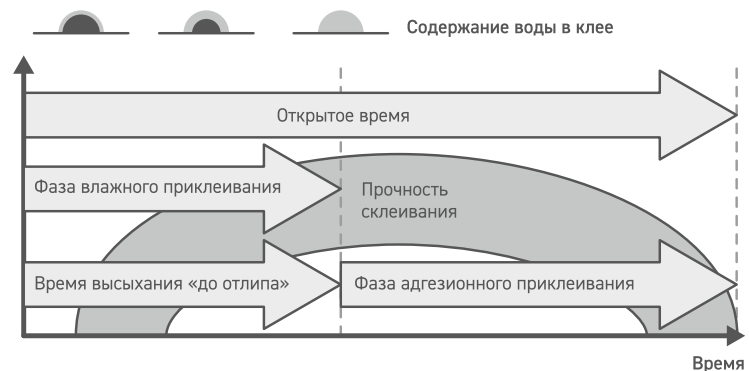 Содержание воды в клее
Открытое время
Фаза влажного приклеивания
Прочность
склеивания
Время высыхания «до отлипа»
Фаза адгезионного приклеивания
Время